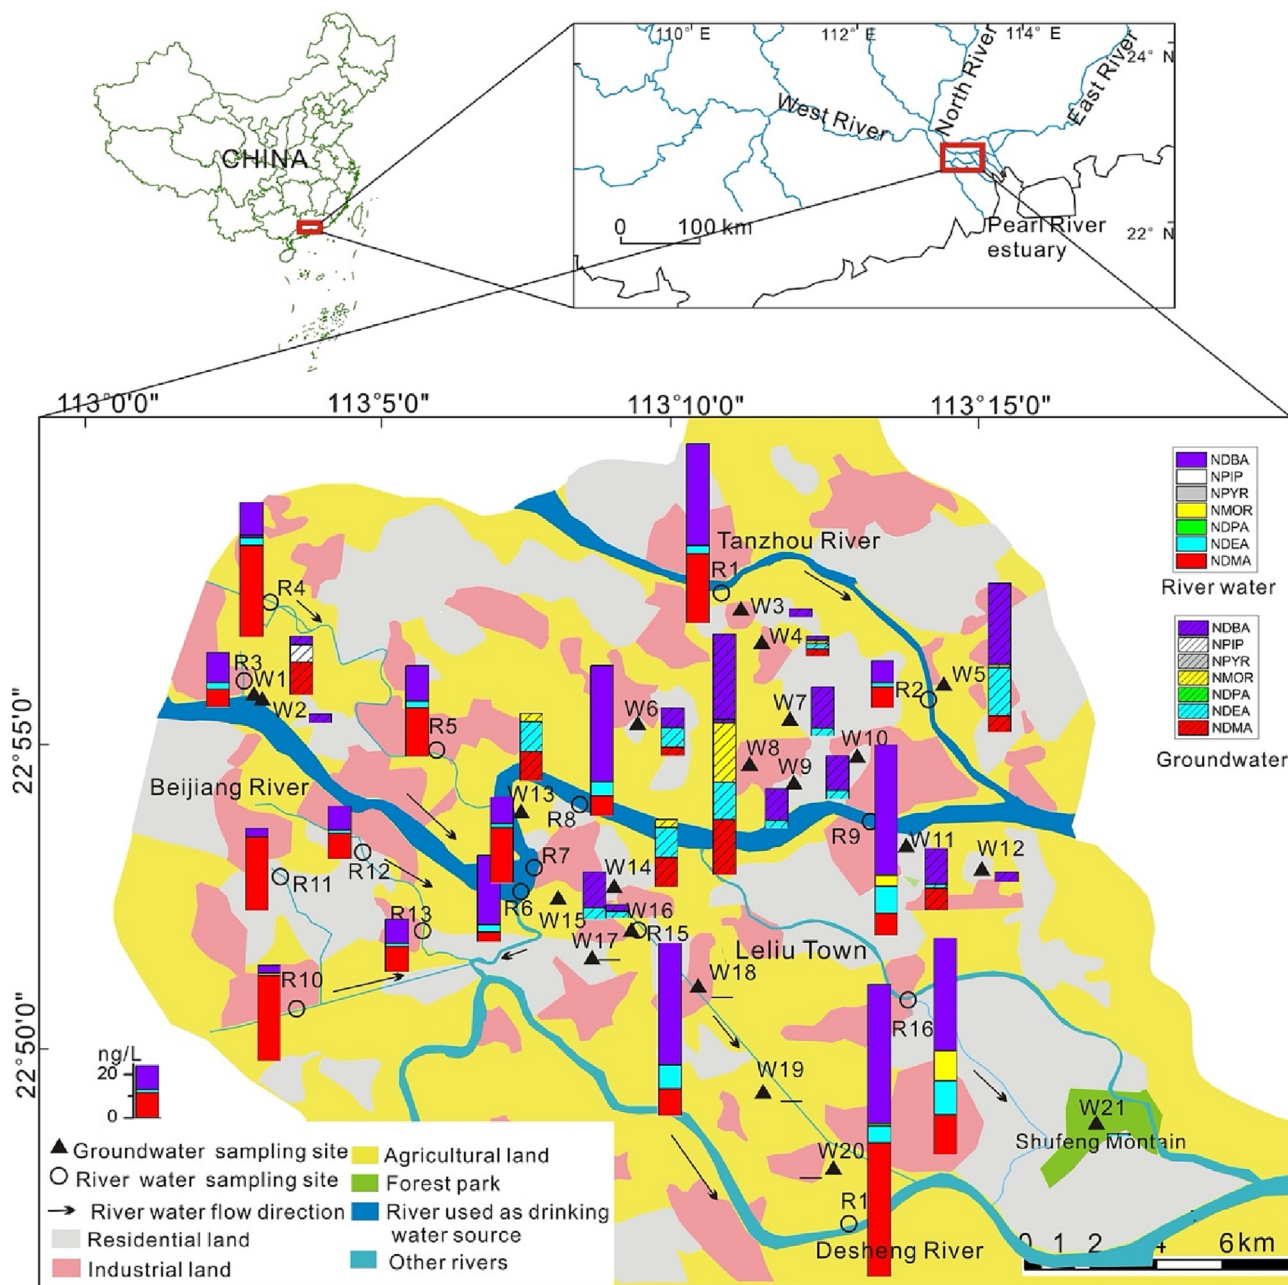 CHINA
110° E
112° E
114° E
24° N
22° N
West River
North River
East River
0
100 km
Pearl River
estuary
113°0'0"
113°5'0"
113°10'0"
113°15'0"
22°55'0"
22°50'0"
NDBA
NPIP
NPYR
NMOR
NDPA
NDEA
NDMA
River water
NDBA
NPIP
NPYR
NMOR
NDPA
NDEA
NDMA
Groundwater
Tanzhou River
R1
R4
W3
W4
R3
W1
W2
R2
W5
R5
W6
W7
W8
W9
W10
Beijiang River
W13
R8
R9
W11
W12
R12
R11
R7
R6
W14
W15
W16
R15
R13
W17
Leliu Town
W18
R10
R16
W19
W21
Shufeng Montain
W20
R1
Desheng River
ng/L
20
0
Groundwater sampling site
River water sampling site
River water flow direction
Residential land
Industrial land
Agricultural land
Forest park
River used as drinking
water source
Other rivers
0 1 2 4 6km